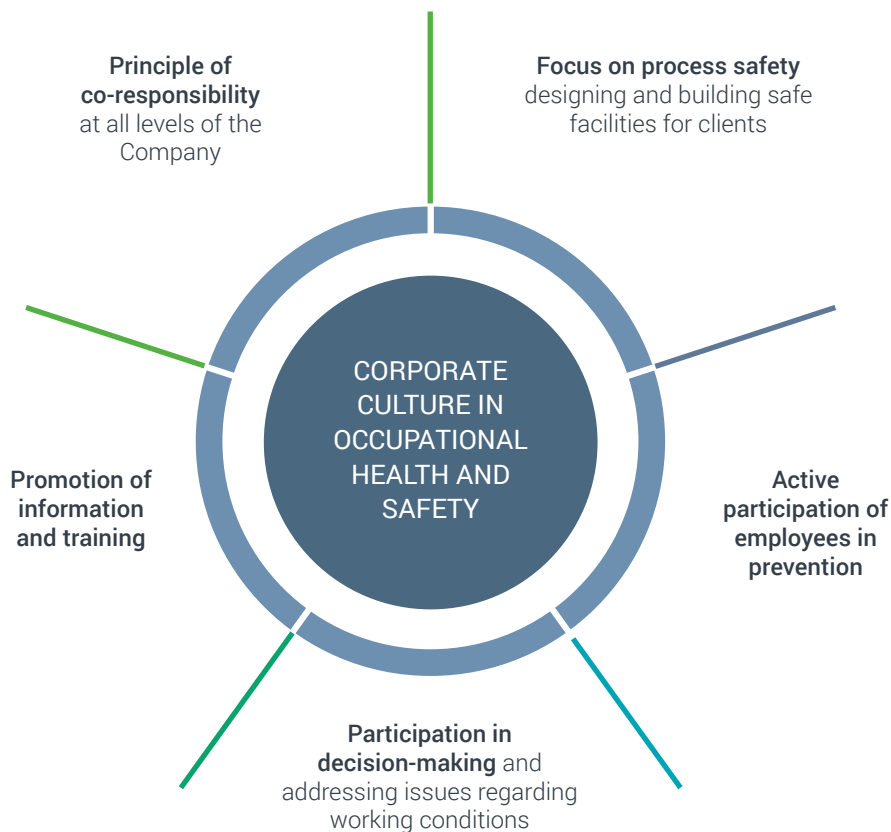 Principle of
co-responsibility
at all levels of the
Company
Focus on process safety
designing and building safe
facilities for clients
CORPORATE
CULTURE IN
OCCUPATIONAL
HEALTH AND
SAFETY
Promotion of
information
and training
Active
participation of
employees in
prevention
Participation in
decision-making and
addressing issues regarding
working conditions